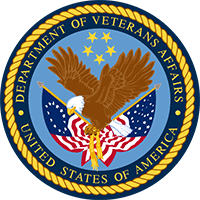 DEPARTMENT OF VETERANS AFFAIRS
UNITED STATES OF AMERICA